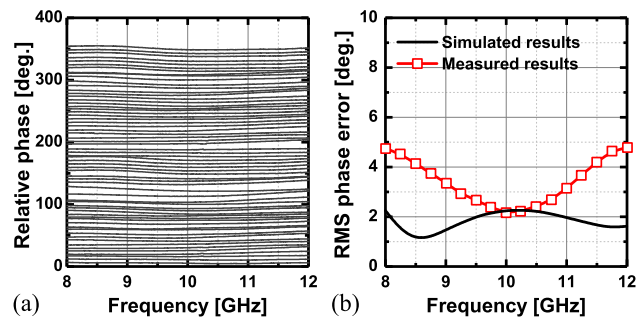 400
300
200
100
0
8 9 10 11 12
Relative phase [deg.]
Frequency [GHz]
(a)
10
8
6
4
2
0
8 9 10 11 12
RMS phase error [deg.]
Simulated results
Measured results
Frequency [GHz]
(b)